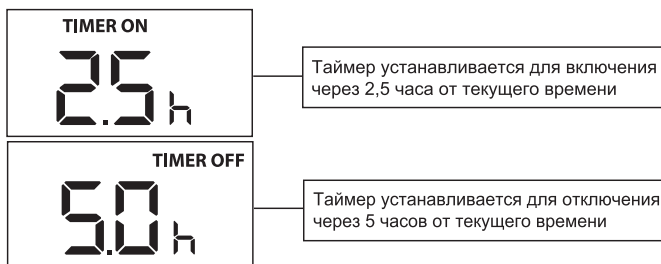 TIMER ON
2.5 h
Таймер устанавливается для включения
через 2,5 часа от текущего времени
TIMER OFF
5.0 h
Таймер устанавливается для отключения
через 5 часов от текущего времени